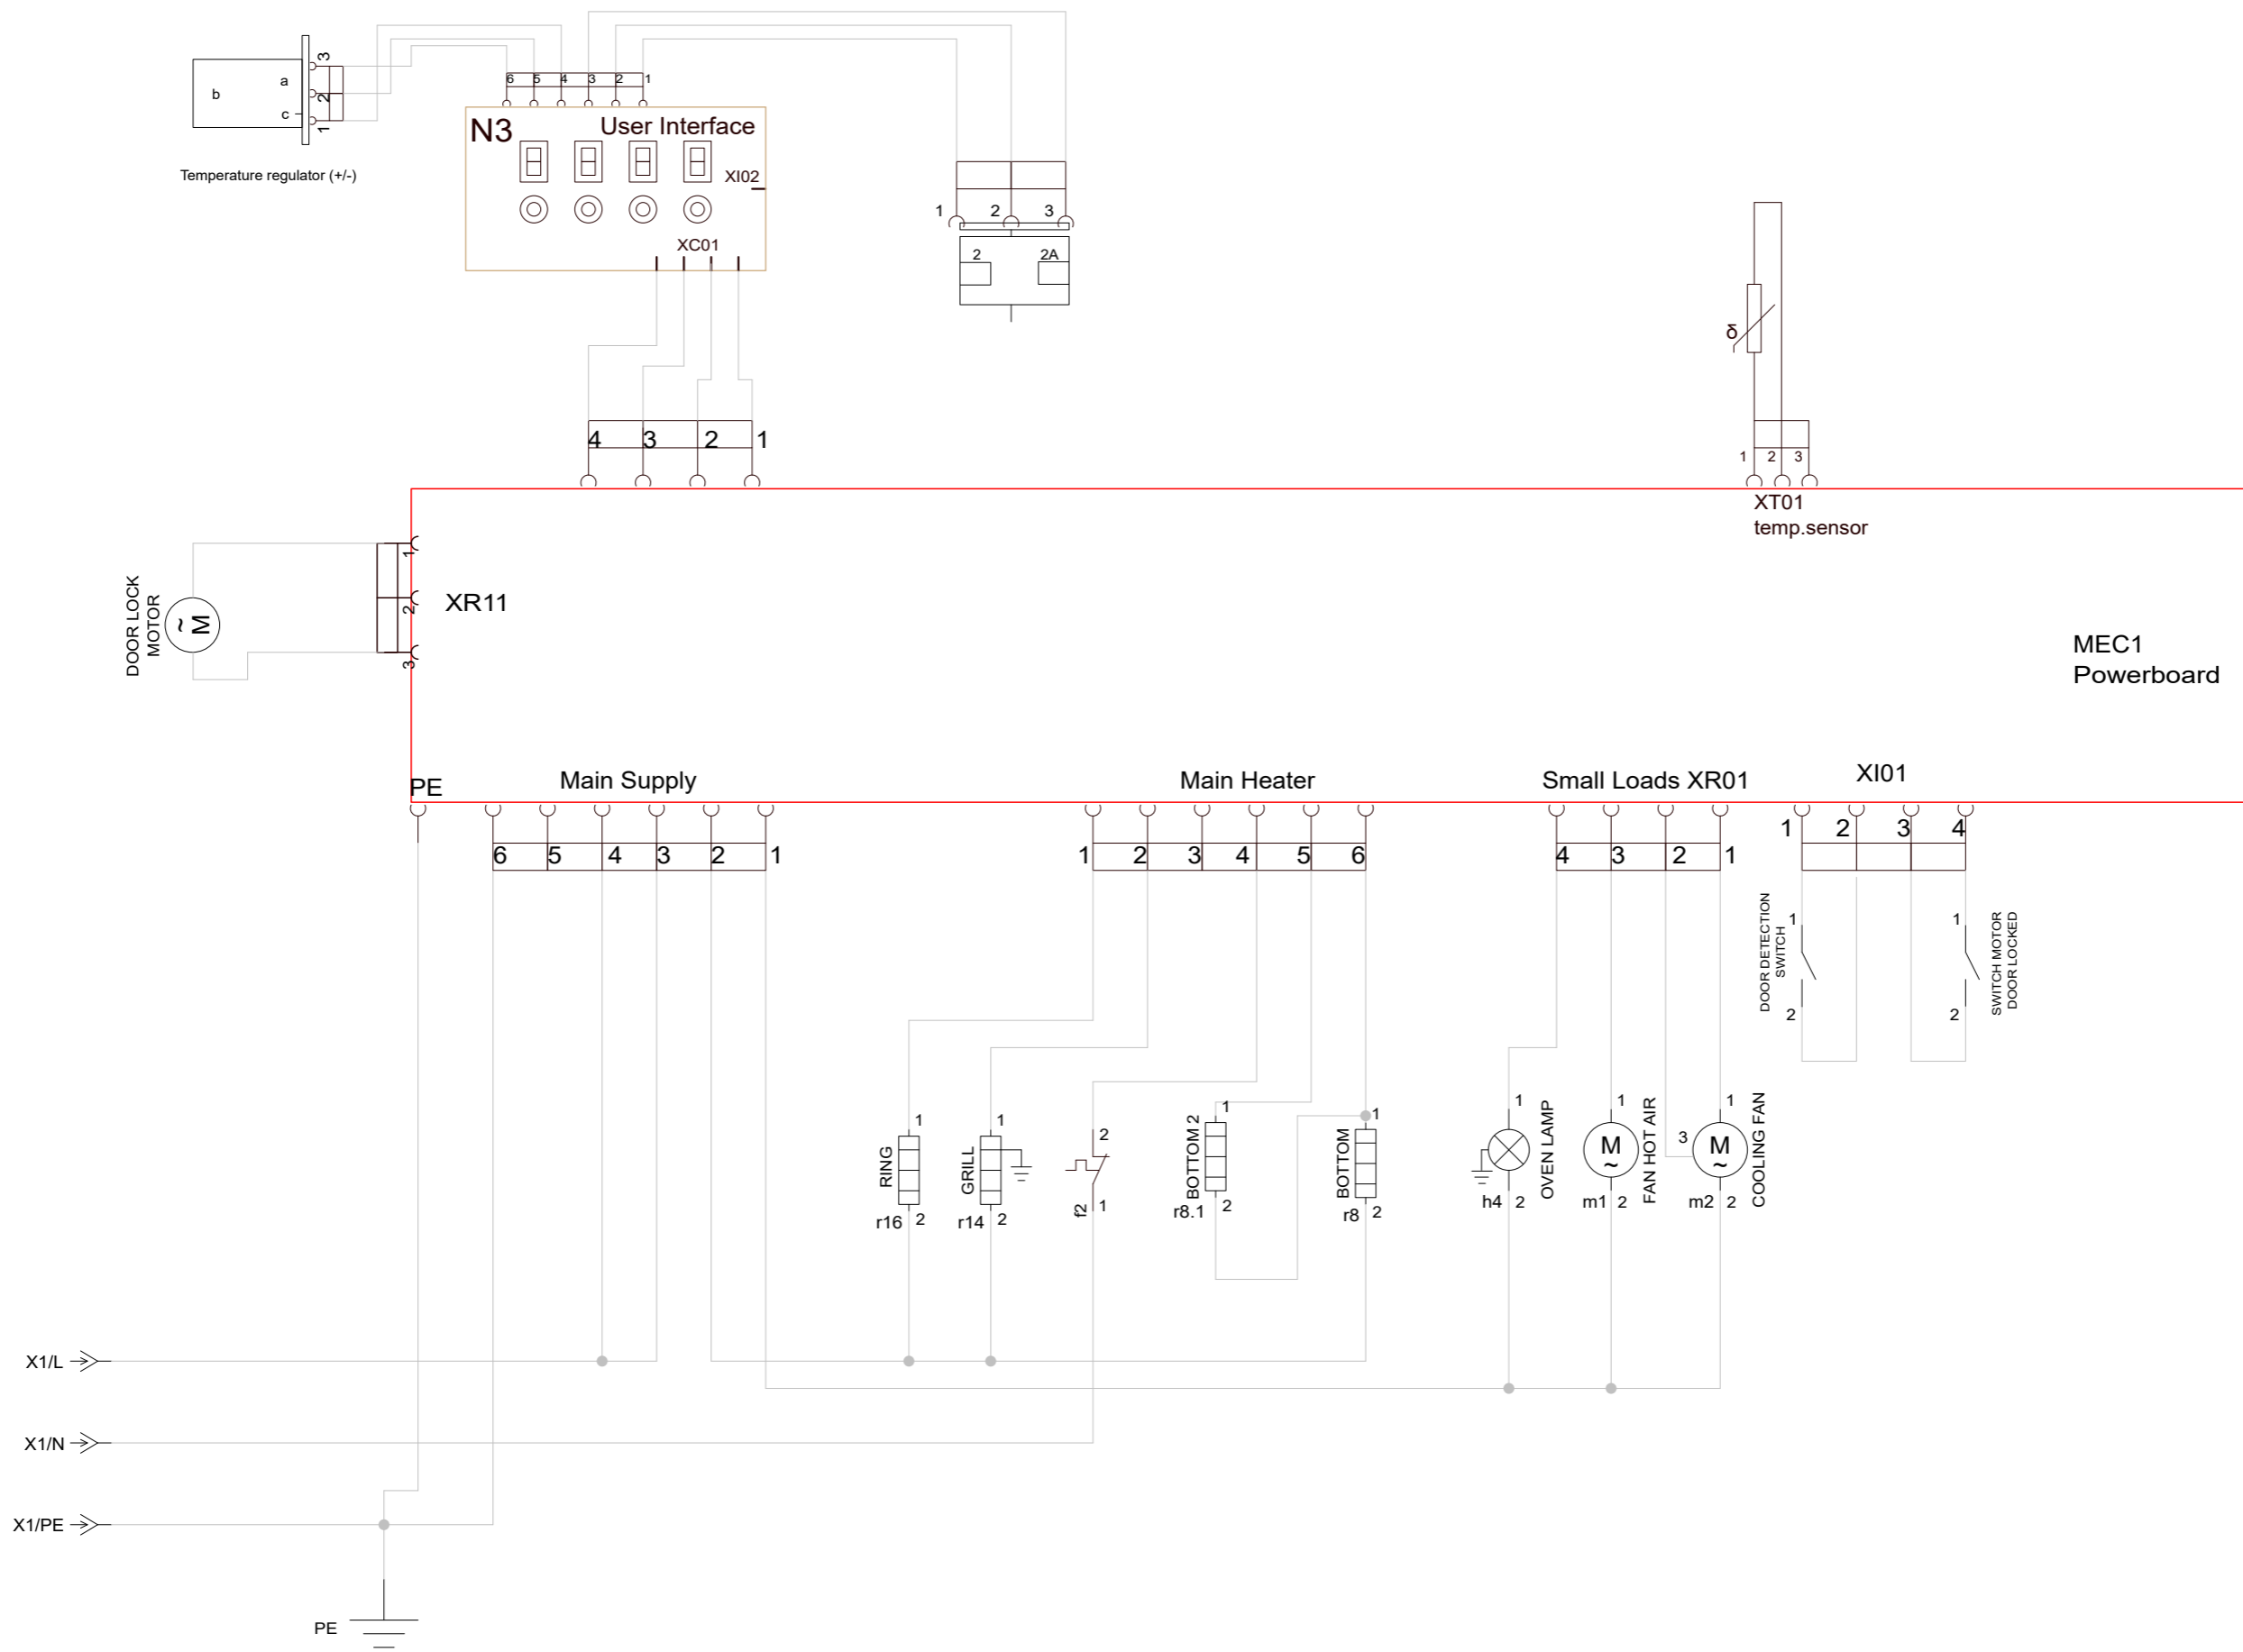 3
a
b
2
c
1
Temperature regulator (+/-)
6 5 4 3 2 1
N3 User Interface
XI02
XC01
1 2 3
2 2A
δ
4 3 2 1
1 2 3
XT01
temp.sensor
DOOR LOCK
MOTOR
M
~
1
2
3
XR11
MEC1
Powerboard
PE
Main Supply
Main Heater
Small Loads XR01
XI01
6 5 4 3 2 1
1 2 3 4 5 6
4 3 2 1
1 2 3 4
DOOR DETECTION
SWITCH
1
2
1
2
SWITCH MOTOR
DOOR LOCKED
1
RING
r16 2
1
GRILL
r14 2
2
f2 1
1
BOTTOM 2
r8.1 2
1
BOTTOM
r8 2
1
OVEN LAMP
h4 2
1
M
~
FAN HOT AIR
m1 2
1
3
M
~
COOLING FAN
m2 2
X1/L
X1/N
X1/PE
PE